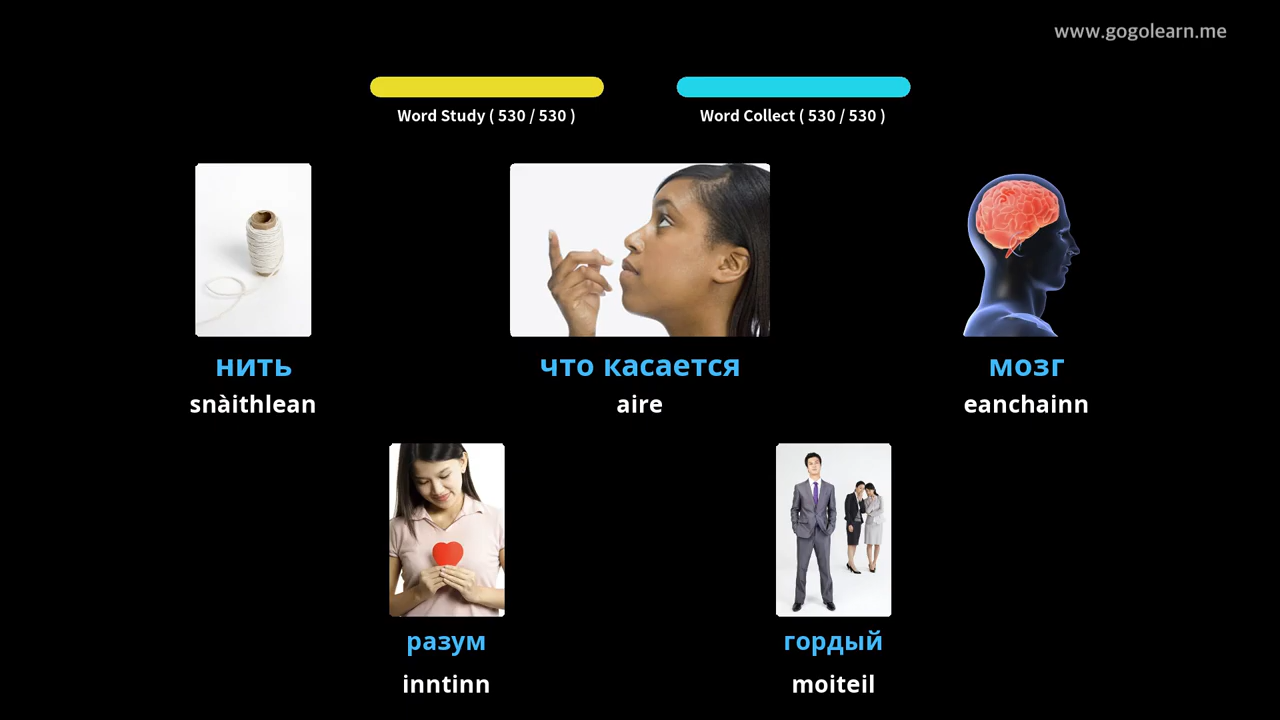 www.gogolearn.me
Word Study ( 530 / 530 )
Word Collect ( 530 / 530 )
нить
что касается
мозг
snàithlean
aire
eanchainn
разум
гордый
inntinn
moiteil